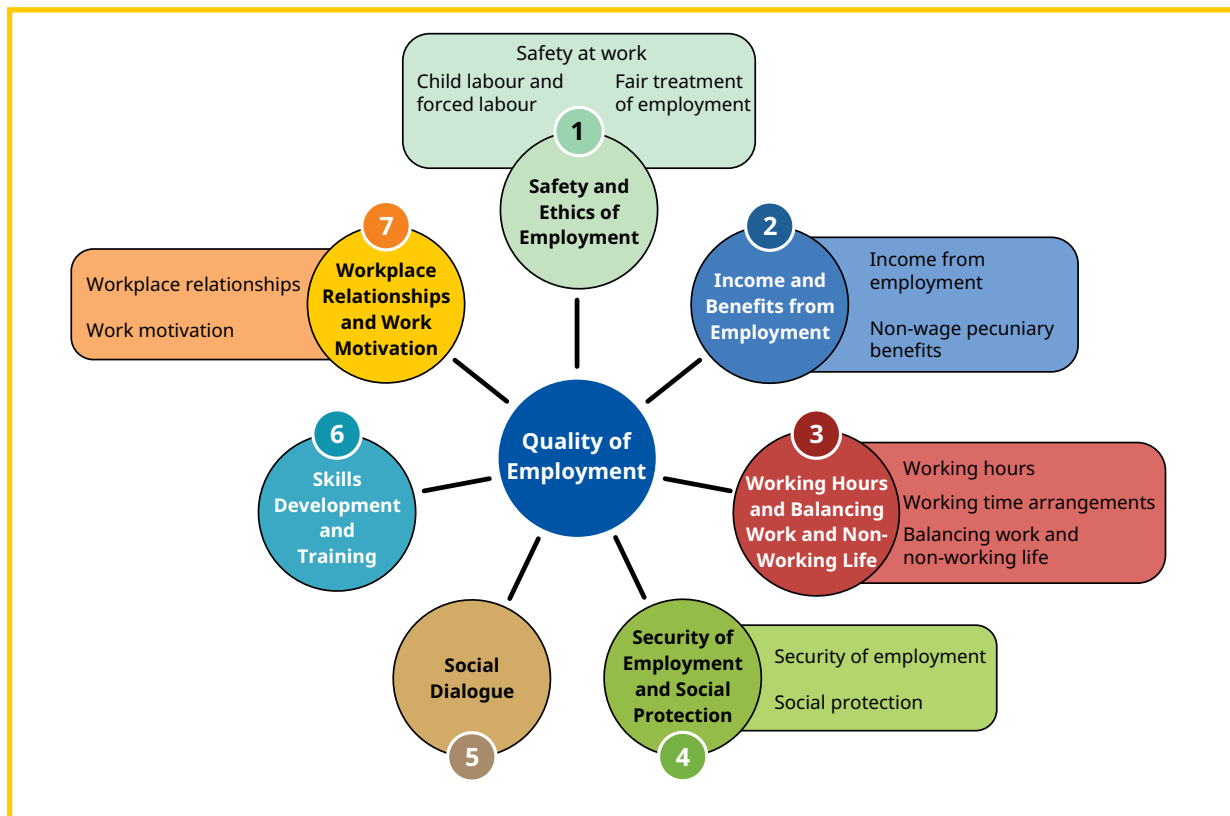 Safety at work
Child labour and
forced labour
Fair treatment
of employment
1
Safety and
Ethics of
Employment
2
Income and
Benefits from
Employment
Income from
employment
Non-wage pecuniary
benefits
3
Working Hours
and Balancing
Work and Non-
Working Life
Working hours
Working time arrangements
Balancing work and
non-working life
Security of
Employment
and Social
Protection
4
Security of employment
Social protection
Social
Dialogue
5
6
Skills
Development
and
Training
7
Workplace
Relationships
and Work
Motivation
Workplace relationships
Work motivation
Quality of
Employment